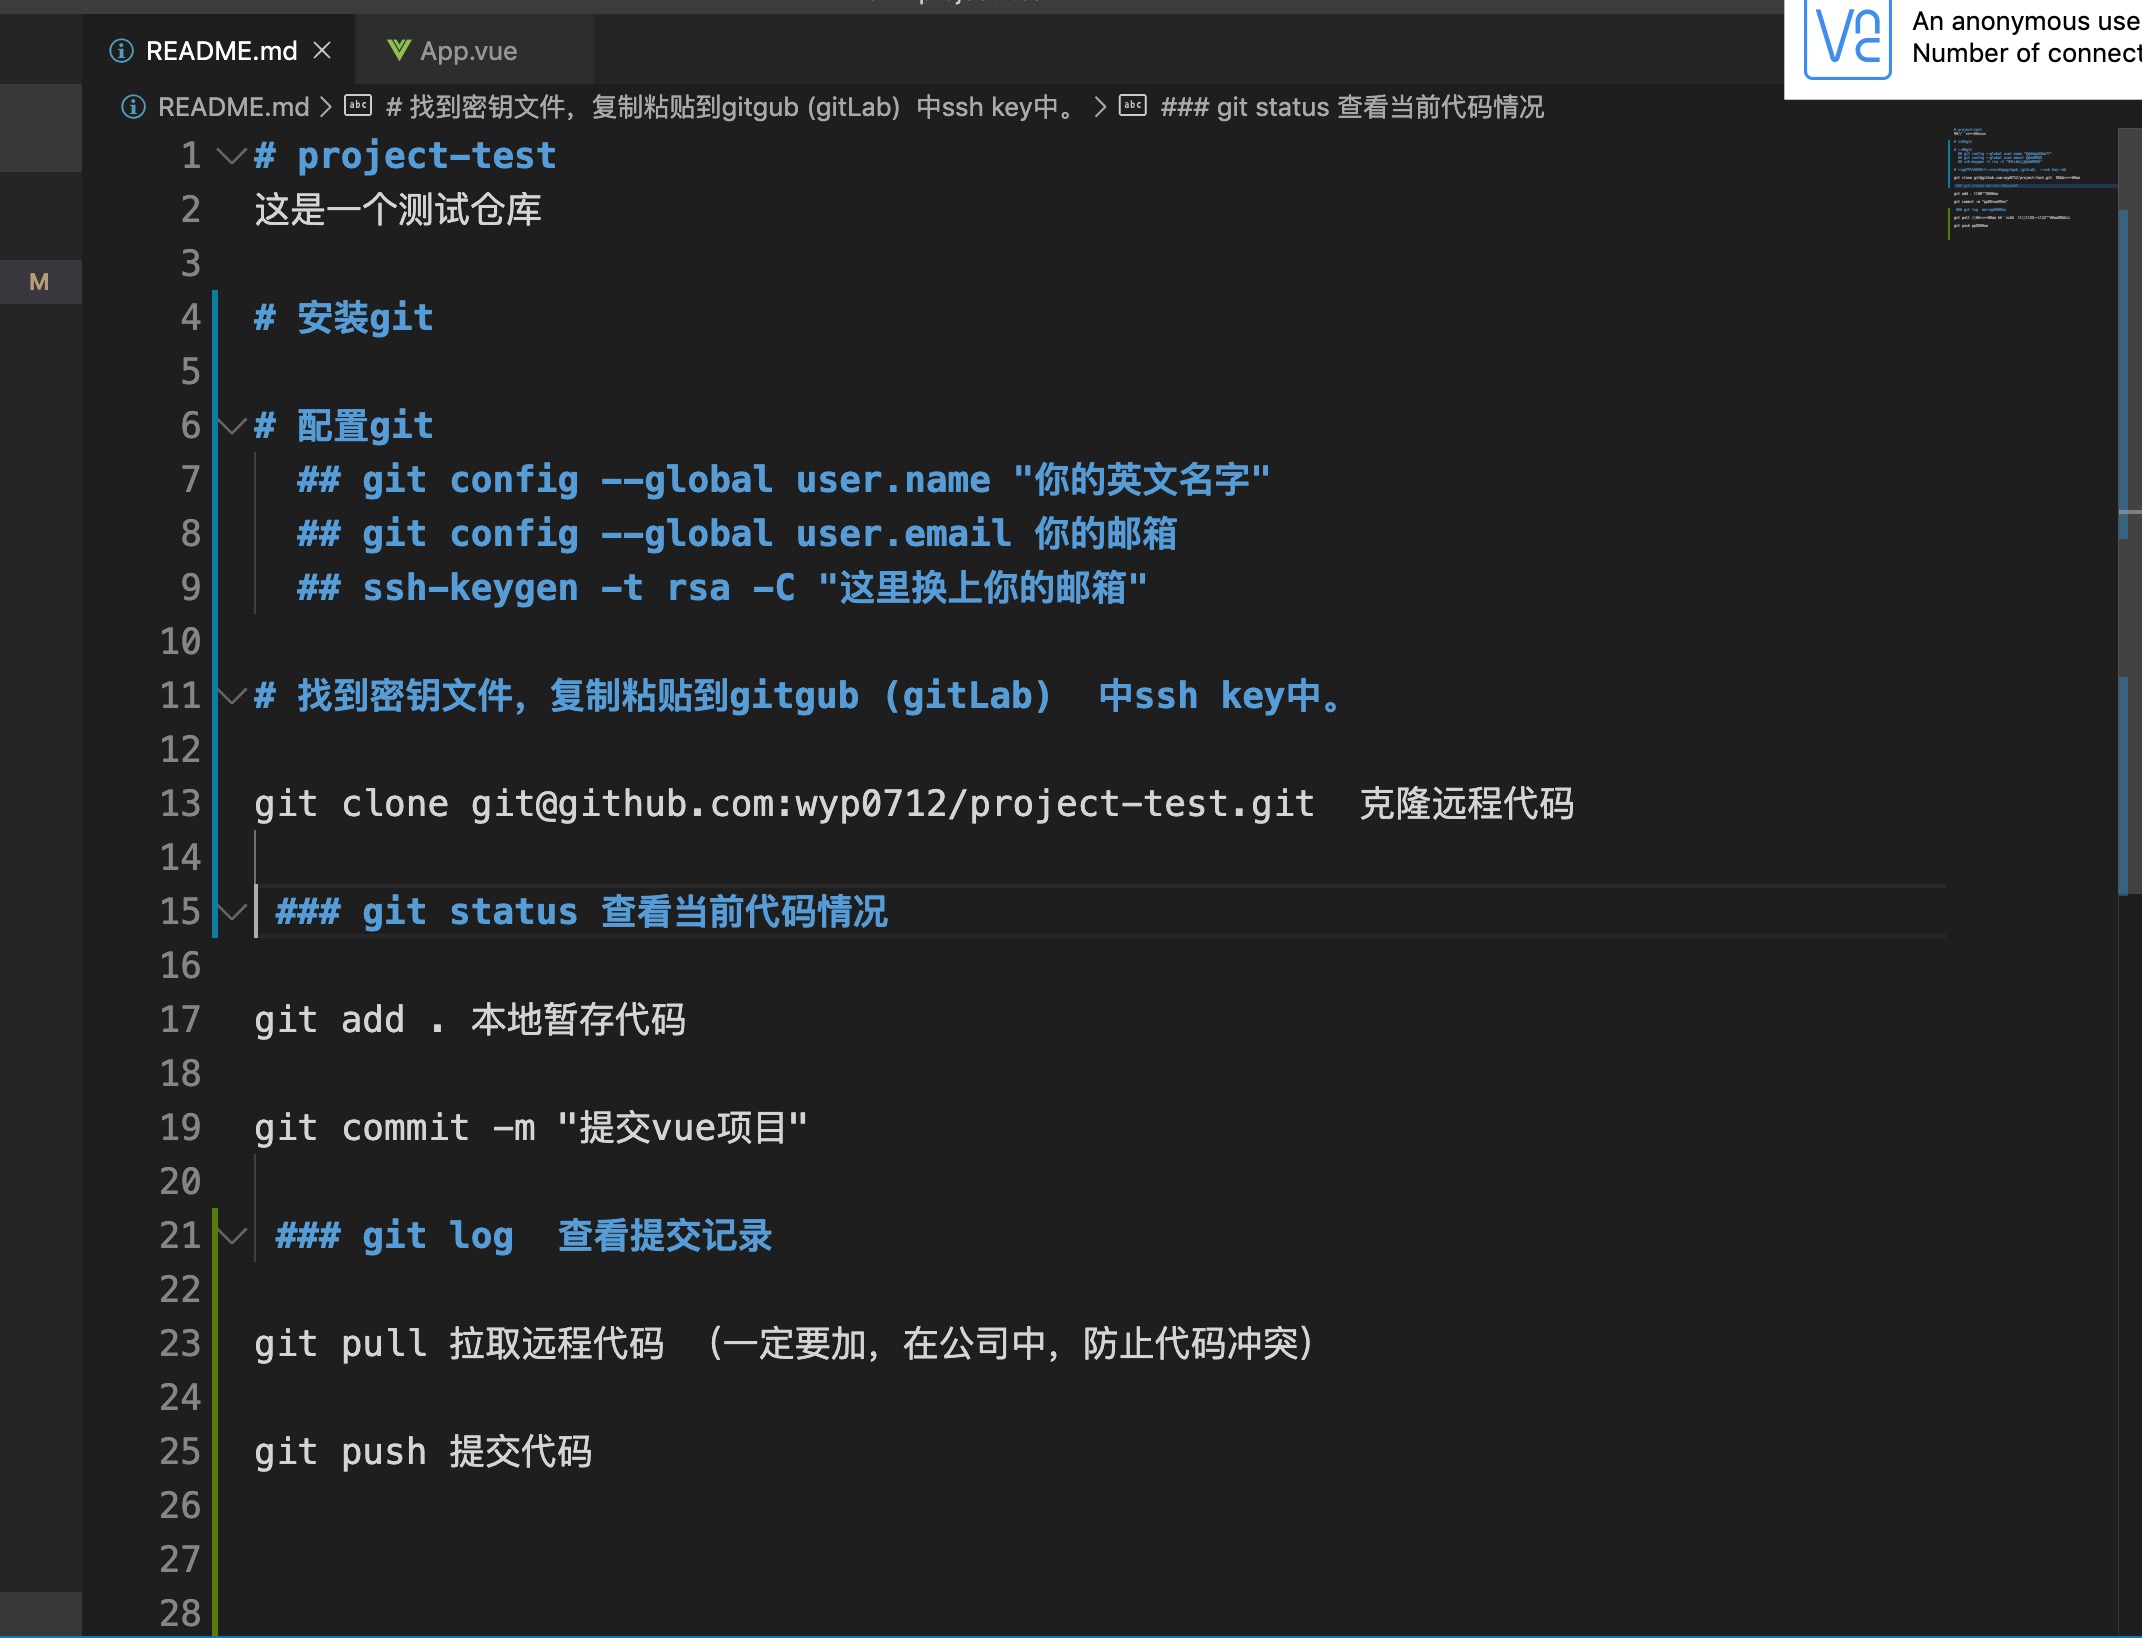 README.md
App.vue
An anonymous use
Number of connect
README.md > # 找到密钥文件，复制粘贴到gitgub (gitLab) 中ssh key中。 > ### git status 查看当前代码情况
M
1 # project-test
2 这是一个测试仓库
3
4 # 安装git
5
6 # 配置git
7 ## git config --global user.name "你的英文名字"
8 ## git config --global user.email 你的邮箱
9 ## ssh-keygen -t rsa -C "这里换上你的邮箱"
10
11 # 找到密钥文件，复制粘贴到gitgub (gitLab) 中ssh key中。
12
13 git clone git@github.com:wyp0712/project-test.git 克隆远程代码
14
15 ### git status 查看当前代码情况
16
17 git add . 本地暂存代码
18
19 git commit -m "提交vue项目"
20
21 ### git log 查看提交记录
22
23 git pull 拉取远程代码 （一定要加，在公司中，防止代码冲突）
24
25 git push 提交代码
26
27
28